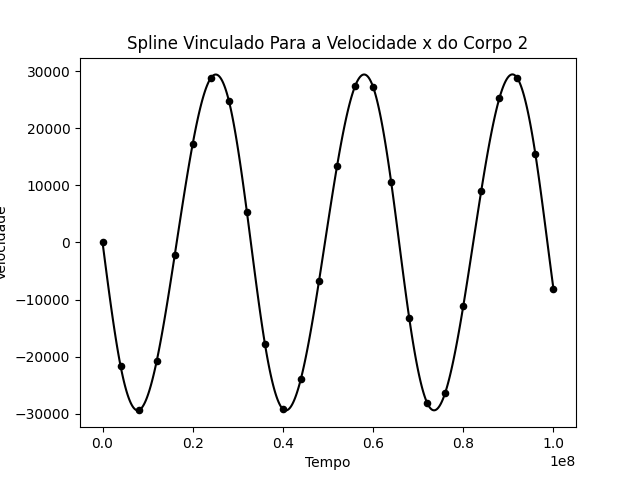 Spline Vinculado Para a Velocidade x do Corpo 2
30000
20000
10000
0
−10000
−20000
−30000
Velocidade
0.0 0.2 0.4 0.6 0.8 1.0
Tempo
1e8